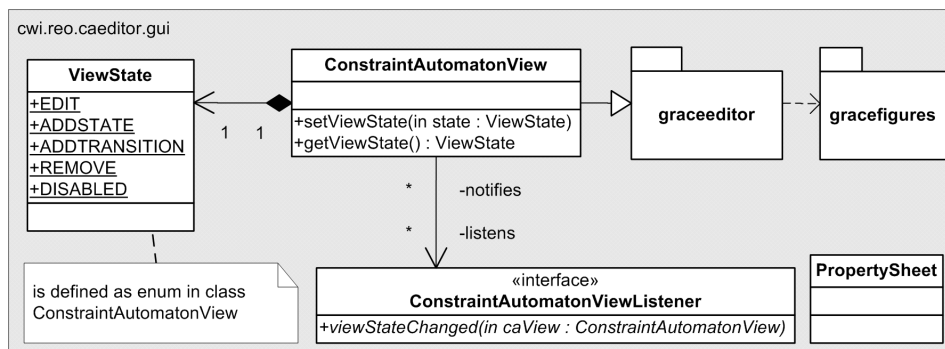 cwi.reo.caeditor.gui
ViewState
+EDIT
+ADDSTATE
+ADDTRANSITION
+REMOVE
+DISABLED
1 1
ConstraintAutomatonView
+setViewState(in state : ViewState)
+getViewState() : ViewState
graceeditor
gracefigures
* -notifies
* -listens
is defined as enum in class
ConstraintAutomatonView
«interface»
ConstraintAutomatonViewListener
+viewStateChanged(in caView : ConstraintAutomatonView)
PropertySheet